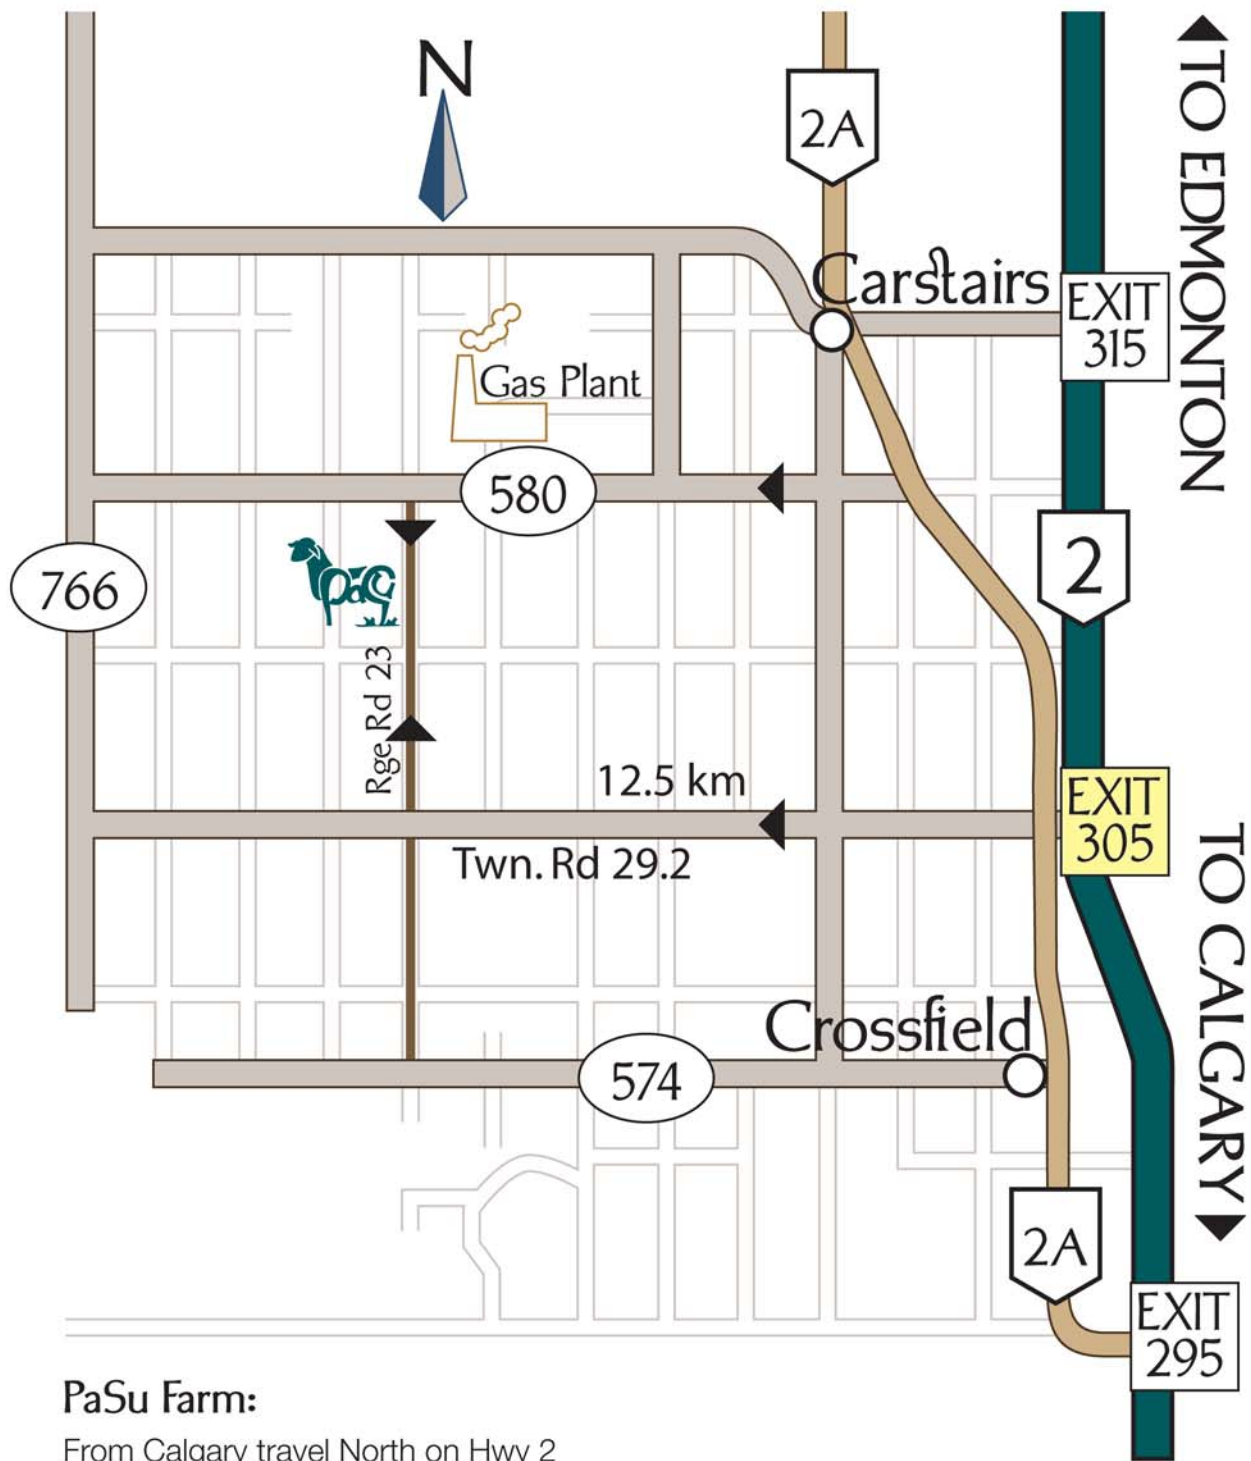 N
2A
TO EDMONTON
Carstairs
EXIT
315
Gas Plant
580
2
766
PaSu
Rge Rd 23
12.5 km
EXIT
305
Twn. Rd 29.2
TO CALGARY
Crossfield
574
2A
EXIT
295
PaSu Farm:
From Calgary travel North on Hwy 2